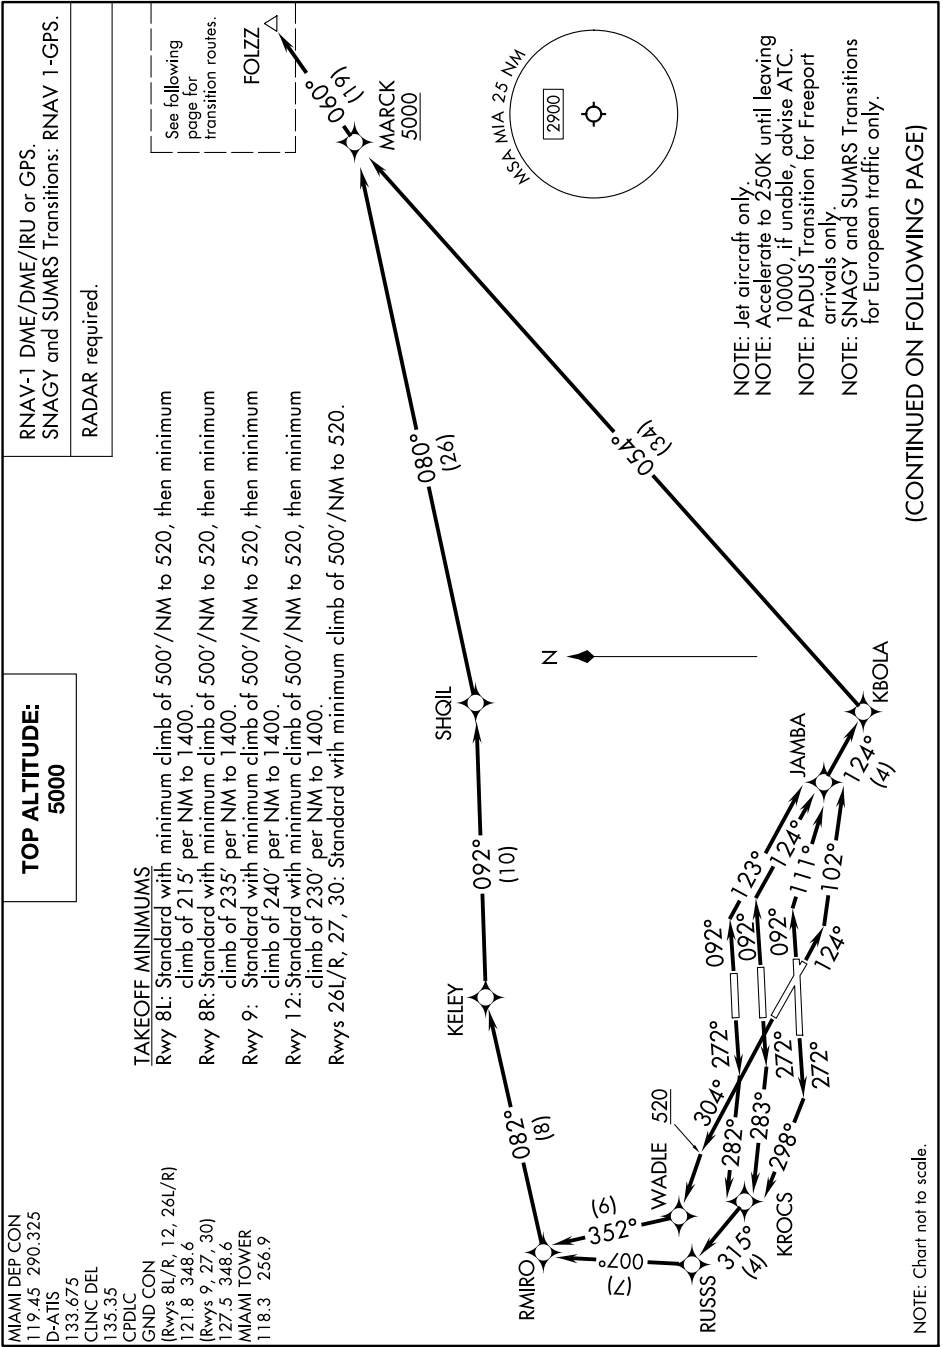 MIAMI DEP CON
119.45 290.325
D-ATIS
133.675
CLNC DEL
135.35
CPDLC
GND CON
(Rwys 8L/R, 12, 26L/R)
121.8 348.6
(Rwys 9, 27, 30)
127.5 348.6
MIAMI TOWER
118.3 256.9
TOP ALTITUDE:
5000
RNAV-1 DME/DME/IRU or GPS.
SNAGY and SUMRS Transitions: RNAV 1-GPS.
RADAR required.
TAKEOFF MINIMUMS
Rwy 8L: Standard with minimum climb of 500'/NM to 520, then minimum
climb of 215' per NM to 1400.
Rwy 8R: Standard with minimum climb of 500'/NM to 520, then minimum
climb of 235' per NM to 1400.
Rwy 9: Standard with minimum climb of 500'/NM to 520, then minimum
climb of 240' per NM to 1400.
Rwy 12: Standard wtih minimum climb of 500'/NM to 520, then minimum
climb of 230' per NM to 1400.
Rwys 26L/R, 27, 30: Standard wtih minimum climb of 500'/NM to 520.
See following
page for
transition routes.
FOLZZ
060°
(19)
MARCK
5000
MSA MIA 25 NM
2900
080°
(26)
SHQIL
092°
(10)
KELEY
082°
(8)
RMIRO
352°
(6)
007°
(7)
WADLE
520
RUSSS
315°
(4)
KROCS
304°
282°
283°
298°
272°
272°
272°
092°
092°
092°
123°
124°
111°
102°
124°
JAMBA
124°
(4)
KBOLA
054°
(34)
N
NOTE: Jet aircraft only.
NOTE: Accelerate to 250K until leaving
10000, if unable, advise ATC.
NOTE: PADUS Transition for Freeport
arrivals only.
NOTE: SNAGY and SUMRS Transitions
for European traffic only.
(CONTINUED ON FOLLOWING PAGE)
NOTE: Chart not to scale.